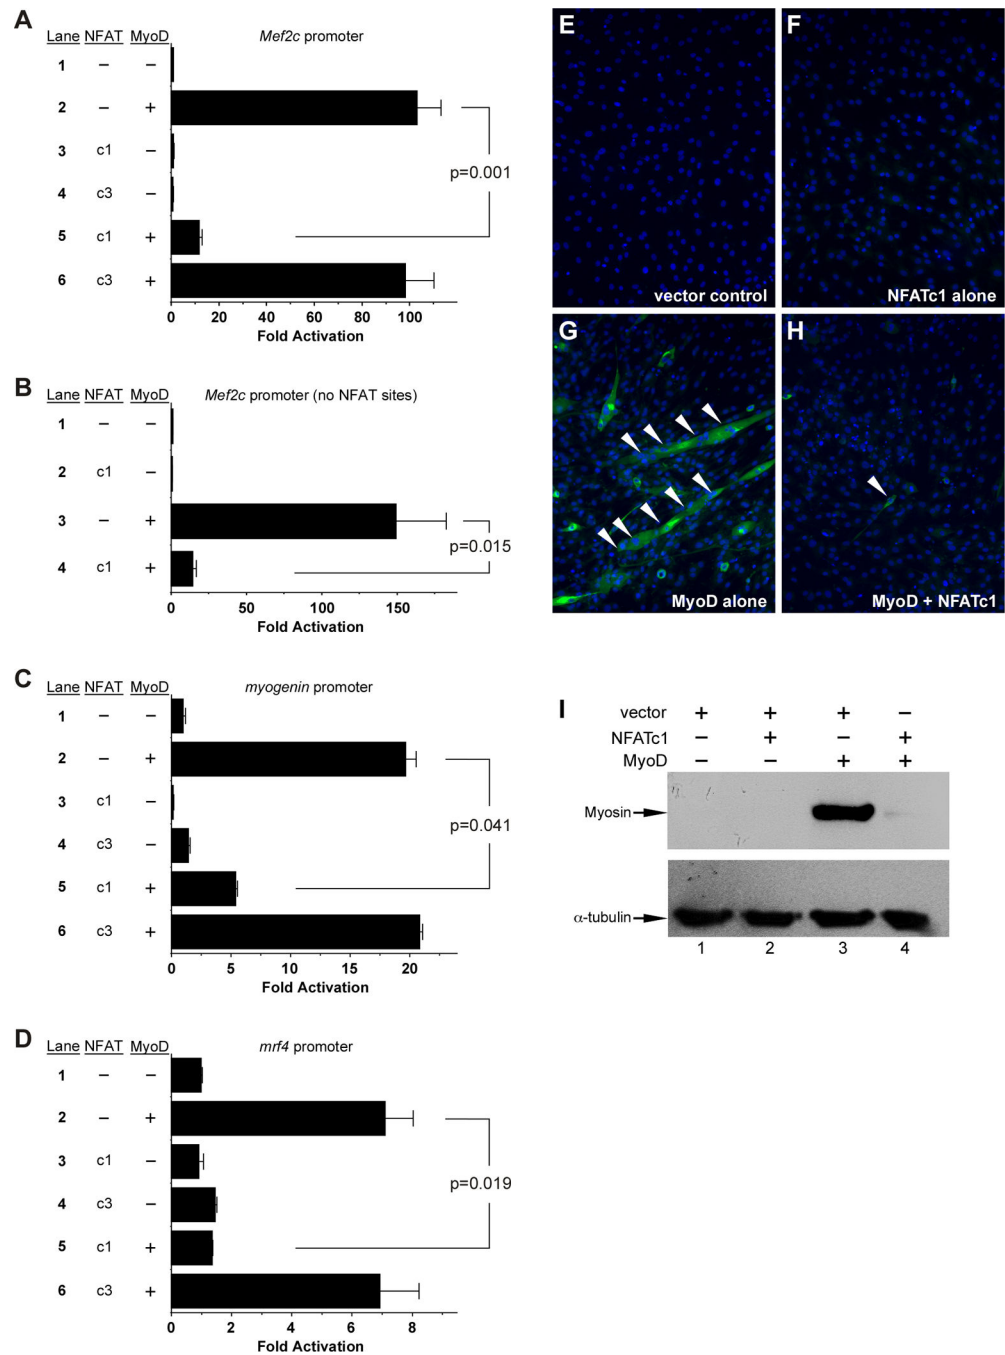 A
Lane NFAT MyoD
Mef2c promoter
1 – –
2 – +
3 c1 –
4 c3 –
5 c1 +
6 c3 +
p=0.001
0 20 40 60 80 100
Fold Activation
B
Lane NFAT MyoD
Mef2c promoter (no NFAT sites)
1 – –
2 c1 –
3 – +
4 c1 +
p=0.015
0 50 100 150
Fold Activation
C
Lane NFAT MyoD
myogenin promoter
1 – –
2 – +
3 c1 –
4 c3 –
5 c1 +
6 c3 +
p=0.041
0 5 10 15 20
Fold Activation
D
Lane NFAT MyoD
mrf4 promoter
1 – –
2 – +
3 c1 –
4 c3 –
5 c1 +
6 c3 +
p=0.019
0 2 4 6 8
Fold Activation
E
vector control
F
NFATc1 alone
G
MyoD alone
H
MyoD + NFATc1
I
vector + + + –
NFATc1 – + – +
MyoD – – + +
Myosin
α-tubulin
1 2 3 4